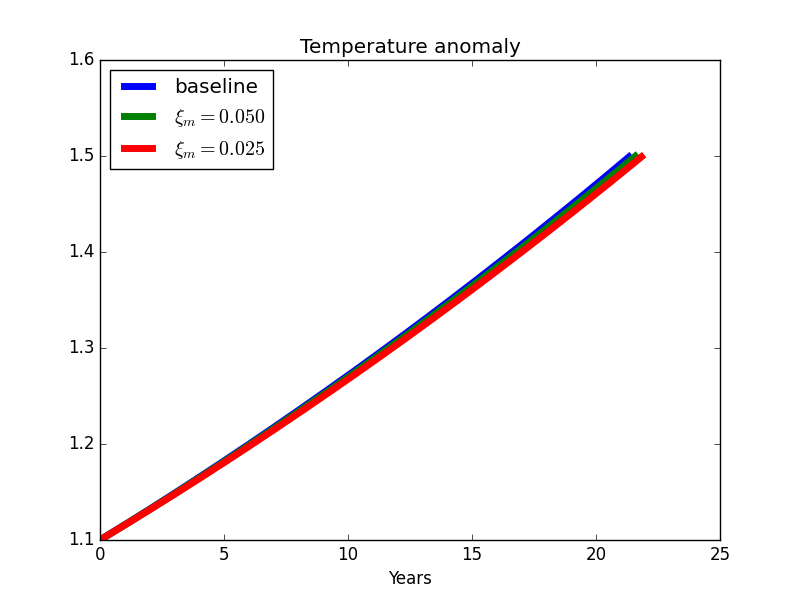 Temperature anomaly
1.6
1.5
1.4
1.3
1.2
1.1
baseline
ξₘ = 0.050
ξₘ = 0.025
0 5 10 15 20 25
Years